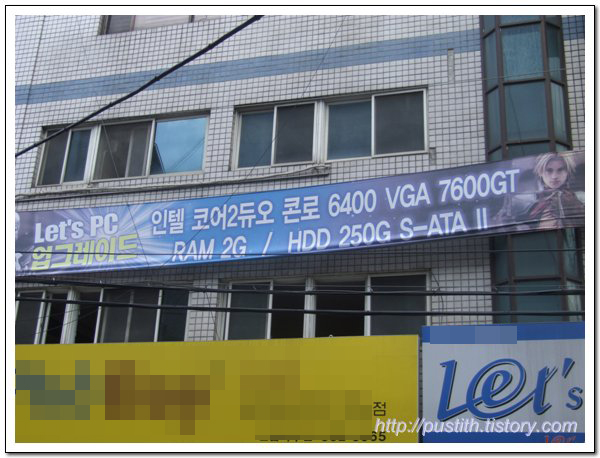 Let's PC
업그레이드
인텔 코어2듀오 콘로 6400 VGA 7600GT
RAM 2G / HDD 250G S-ATA II
점
Let's
http://pustith.tistory.com